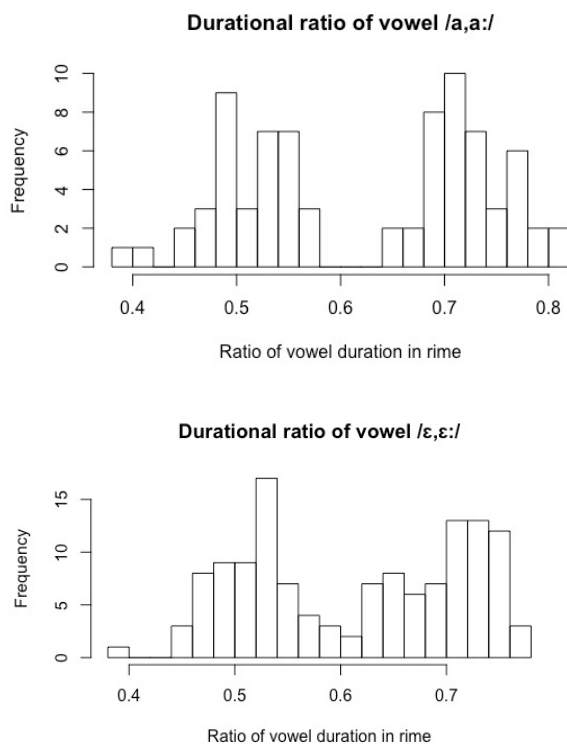 Durational ratio of vowel /a,a:/
Frequency
10
8
6
4
2
0
0.4 0.5 0.6 0.7 0.8
Ratio of vowel duration in rime
Durational ratio of vowel /ɛ,ɛ:/
Frequency
15
10
5
0
0.4 0.5 0.6 0.7
Ratio of vowel duration in rime